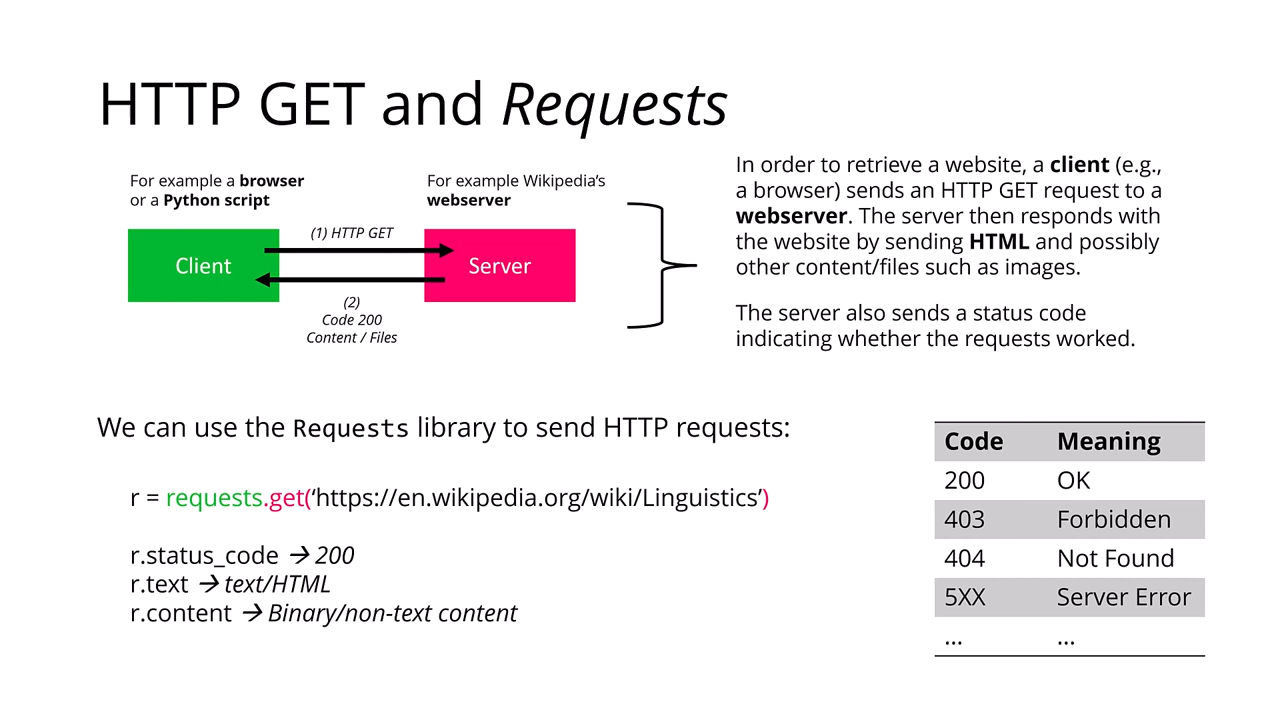 HTTP GET and Requests
For example a browser
or a Python script
For example Wikipedia’s
webserver
(1) HTTP GET
Client
Server
(2)
Code 200
Content / Files
In order to retrieve a website, a client (e.g.,
a browser) sends an HTTP GET request to a
webserver. The server then responds with
the website by sending HTML and possibly
other content/files such as images.
The server also sends a status code
indicating whether the requests worked.
We can use the Requests library to send HTTP requests:
r = requests.get(‘https://en.wikipedia.org/wiki/Linguistics’)
r.status_code → 200
r.text → text/HTML
r.content → Binary/non-text content
Code Meaning
200 OK
403 Forbidden
404 Not Found
5XX Server Error
... ...